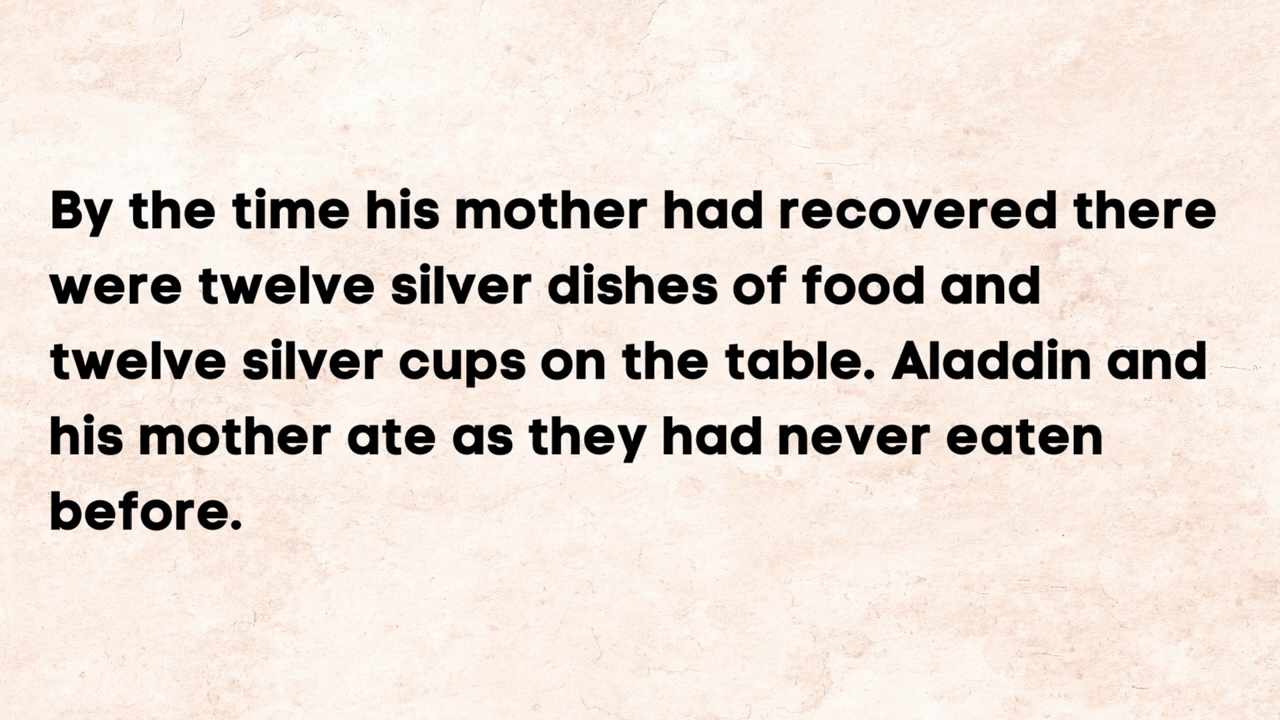 By the time his mother had recovered there
were twelve silver dishes of food and
twelve silver cups on the table. Aladdin and
his mother ate as they had never eaten
before.